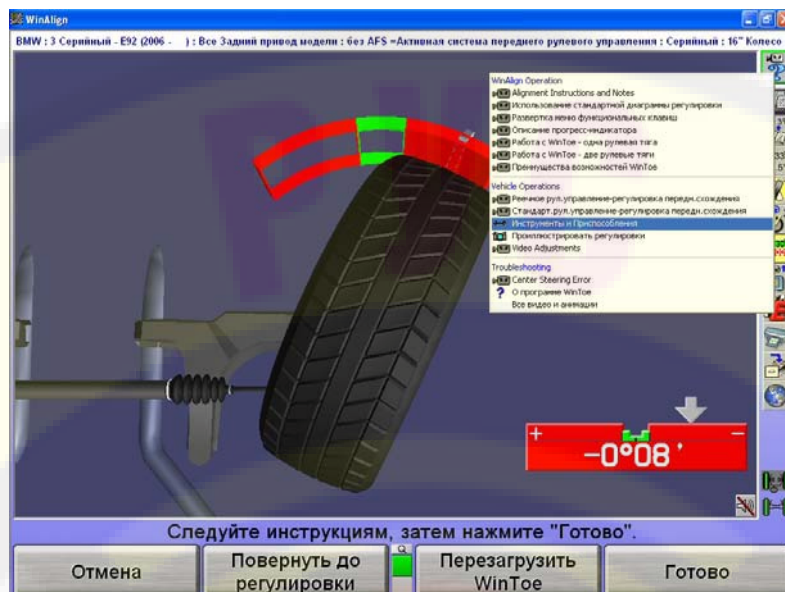 WinAlign
BMW : 3 Серийный - E92 (2006 - ) : Все Задний привод модели : без AFS =Активная система переднего рулевого управления : Серийный : 16" Колесо
WinAlign Operation
Alignment Instructions and Notes
Использование стандартной диаграммы регулировки
Развертка меню функциональных клавиш
Описание прогресс-индикатора
Работа с WinToe - одна рулевая тяга
Работа с WinToe - две рулевые тяги
Преимущества возможностей WinToe
Vehicle Operations
Реечное рул.управление-регулировка передн.схождения
Стандарт.рул.управление-регулировка передн.схождения
Инструменты и Приспособления
Проиллюстрировать регулировки
Video Adjustments
Troubleshooting
Center Steering Error
О программе WinToe
Все видео и анимации
+ −
-0°08'
Следуйте инструкциям, затем нажмите "Готово".
Отмена
Повернуть до регулировки
Перезагрузить WinToe
Готово